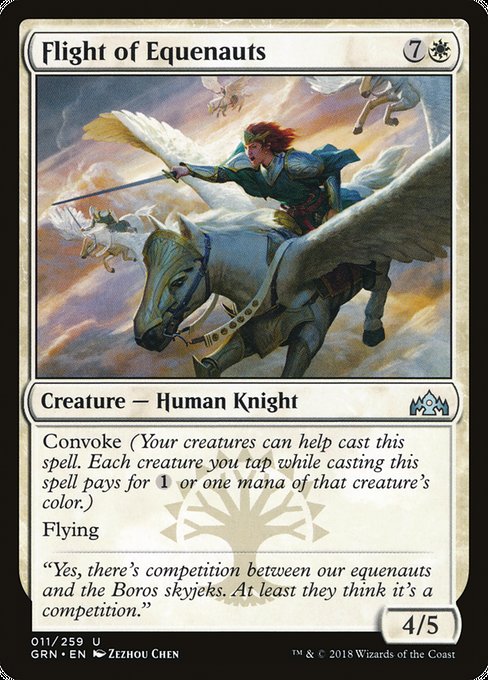 Flight of Equenauts 7
Creature — Human Knight
Convoke (Your creatures can help cast this
spell. Each creature you tap while casting this
spell pays for 1 or one mana of that creature's
color.)
Flying
“Yes, there's competition between our equenauts
and the Boros skyjeks. At least they think it's a
competition.”
4/5
011/259 U
GRN • EN Zezhou Chen
™ & © 2018 Wizards of the Coast